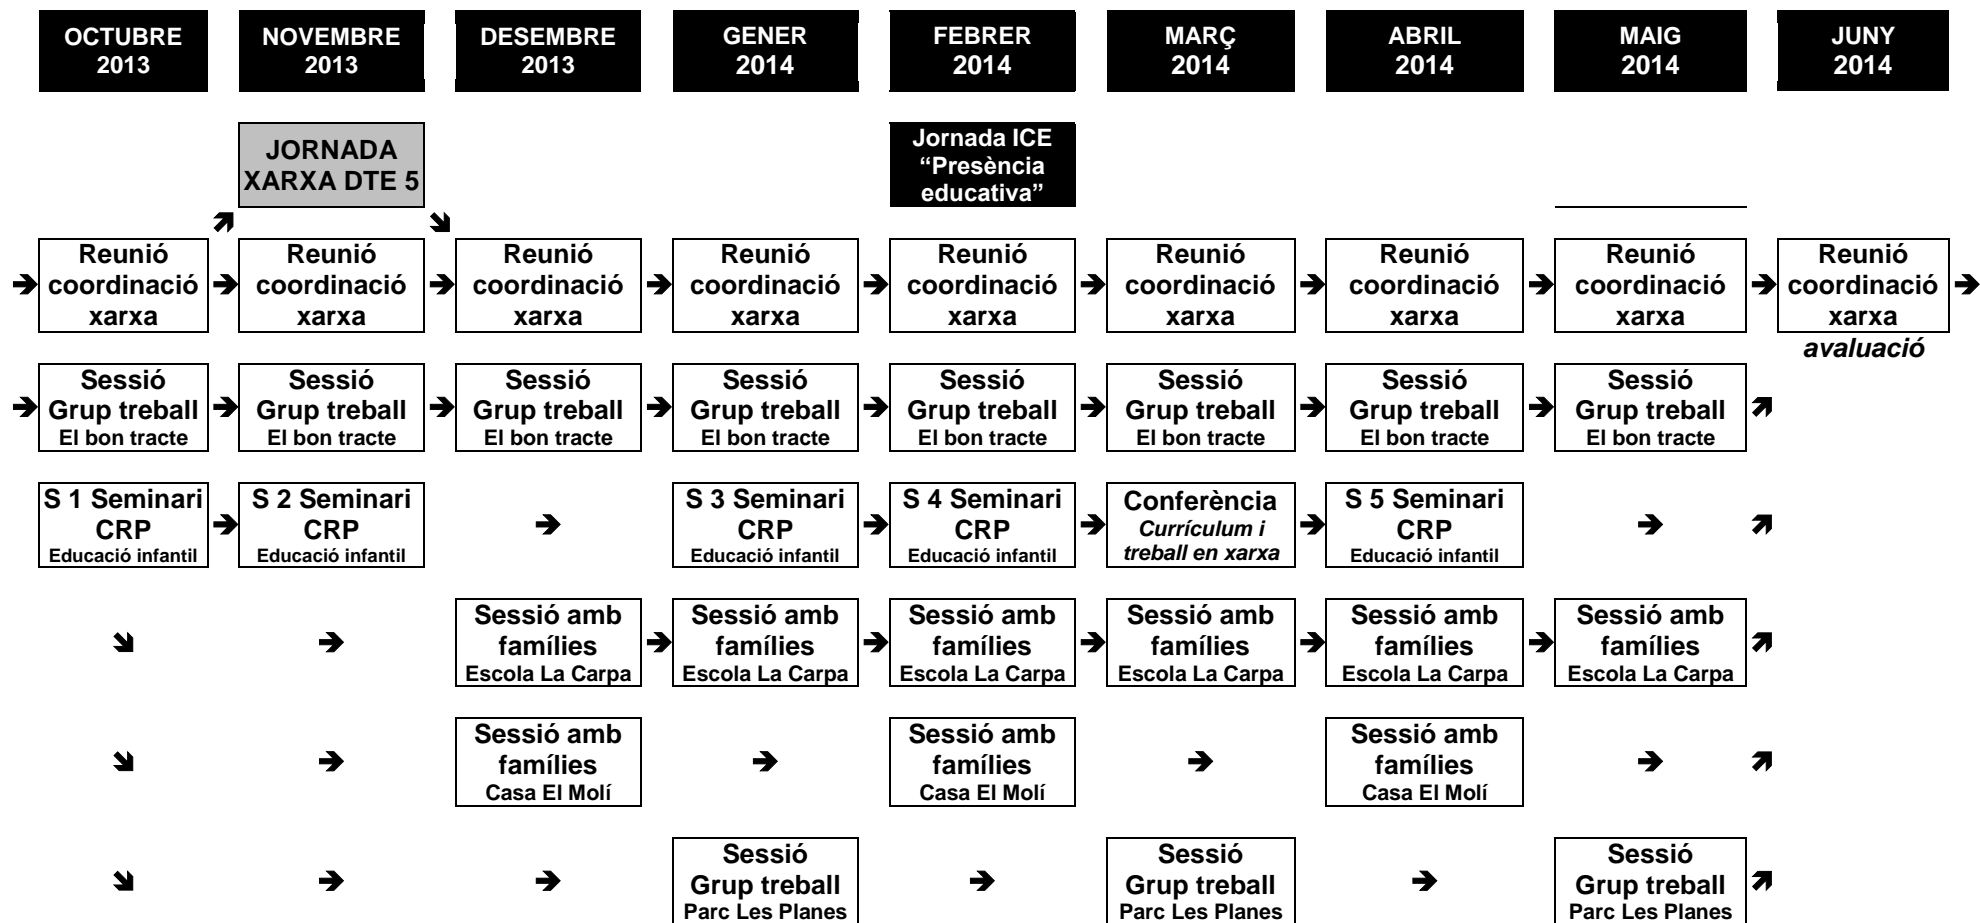 OCTUBRE
2013
NOVEMBRE
2013
DESEMBRE
2013
GENER
2014
FEBRER
2014
MARÇ
2014
ABRIL
2014
MAIG
2014
JUNY
2014
JORNADA
XARXA DTE 5
Jornada ICE
“Presència
educativa”
Reunió
coordinació
xarxa
Reunió
coordinació
xarxa
Reunió
coordinació
xarxa
Reunió
coordinació
xarxa
Reunió
coordinació
xarxa
Reunió
coordinació
xarxa
Reunió
coordinació
xarxa
Reunió
coordinació
xarxa
Reunió
coordinació
xarxa
avaluació
Sessió
Grup treball
El bon tracte
Sessió
Grup treball
El bon tracte
Sessió
Grup treball
El bon tracte
Sessió
Grup treball
El bon tracte
Sessió
Grup treball
El bon tracte
Sessió
Grup treball
El bon tracte
Sessió
Grup treball
El bon tracte
Sessió
Grup treball
El bon tracte
S 1 Seminari
CRP
Educació infantil
S 2 Seminari
CRP
Educació infantil
S 3 Seminari
CRP
Educació infantil
S 4 Seminari
CRP
Educació infantil
Conferència
Currículum i
treball en xarxa
S 5 Seminari
CRP
Educació infantil
Sessió amb
famílies
Escola La Carpa
Sessió amb
famílies
Escola La Carpa
Sessió amb
famílies
Escola La Carpa
Sessió amb
famílies
Escola La Carpa
Sessió amb
famílies
Escola La Carpa
Sessió amb
famílies
Escola La Carpa
Sessió amb
famílies
Casa El Molí
Sessió amb
famílies
Casa El Molí
Sessió amb
famílies
Casa El Molí
Sessió
Grup treball
Parc Les Planes
Sessió
Grup treball
Parc Les Planes
Sessió
Grup treball
Parc Les Planes